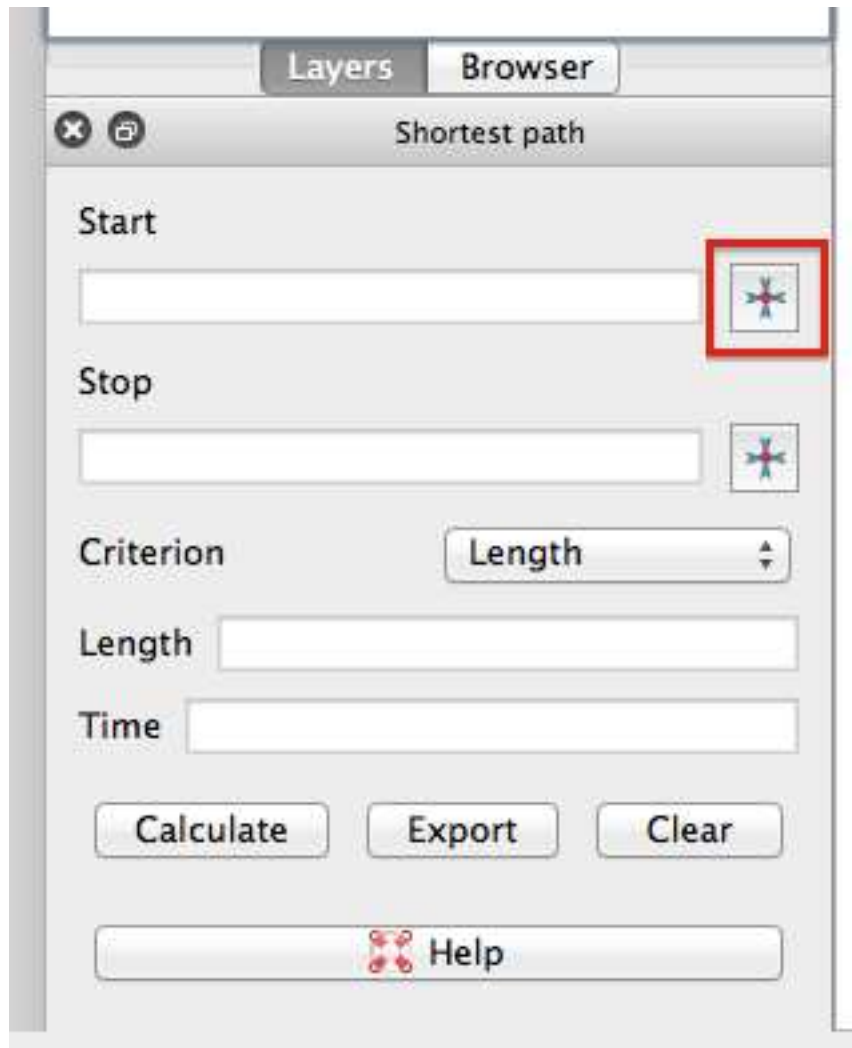 Layers Browser
Shortest path
Start
Stop
Criterion Length
Length
Time
Calculate Export Clear
Help